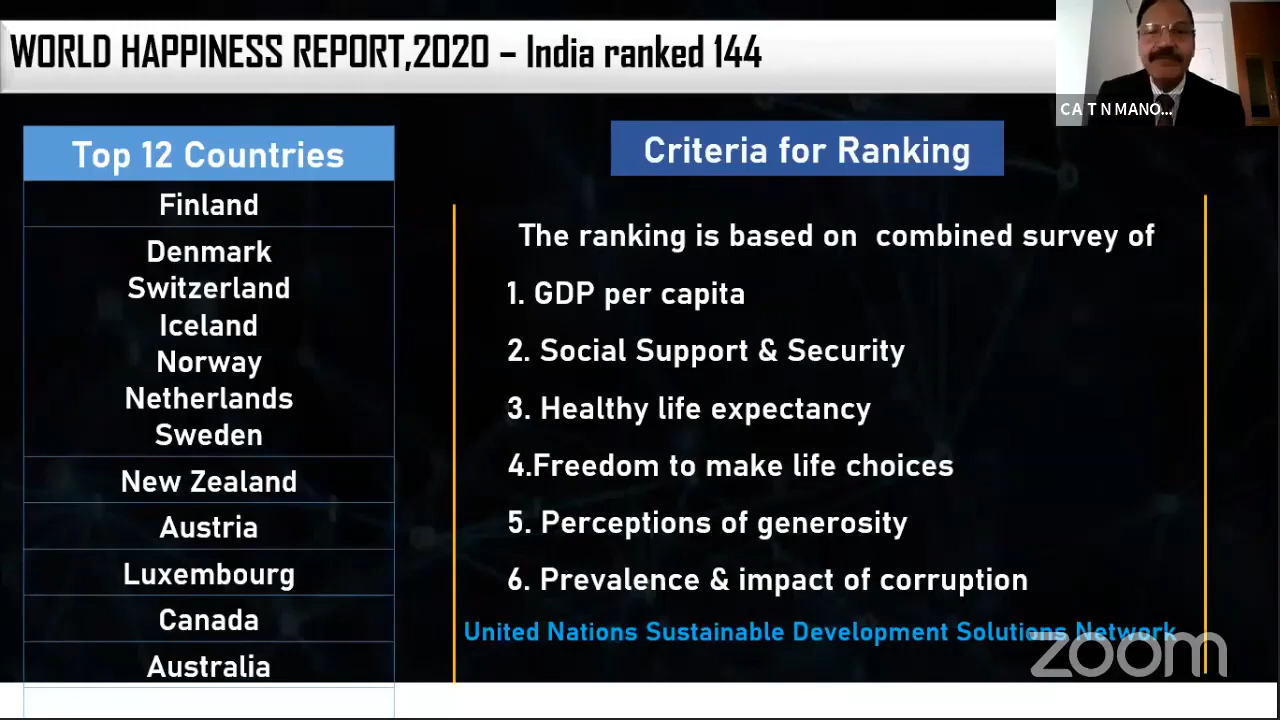 WORLD HAPPINESS REPORT,2020 – India ranked 144
C A T N MANO...
Top 12 Countries
Finland
Denmark
Switzerland
Iceland
Norway
Netherlands
Sweden
New Zealand
Austria
Luxembourg
Canada
Australia
Criteria for Ranking
The ranking is based on combined survey of
1. GDP per capita
2. Social Support & Security
3. Healthy life expectancy
4.Freedom to make life choices
5. Perceptions of generosity
6. Prevalence & impact of corruption
United Nations Sustainable Development Solutions Network
zoom